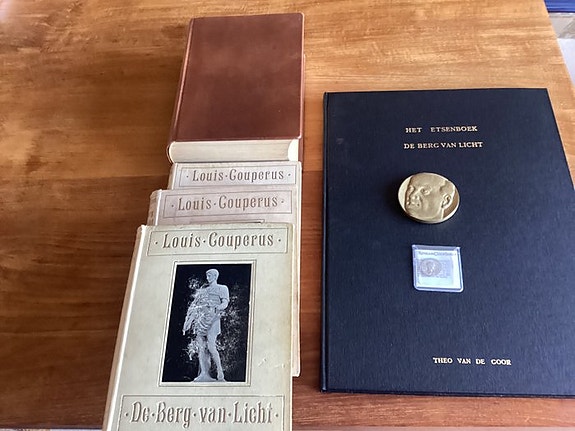 Louis · Couperus
Louis · Couperus
Louis · Couperus
· De · Berg · van · Licht ·
HET ETSENBOEK
DE BERG VAN LICHT
THEO VAN DE GOOR